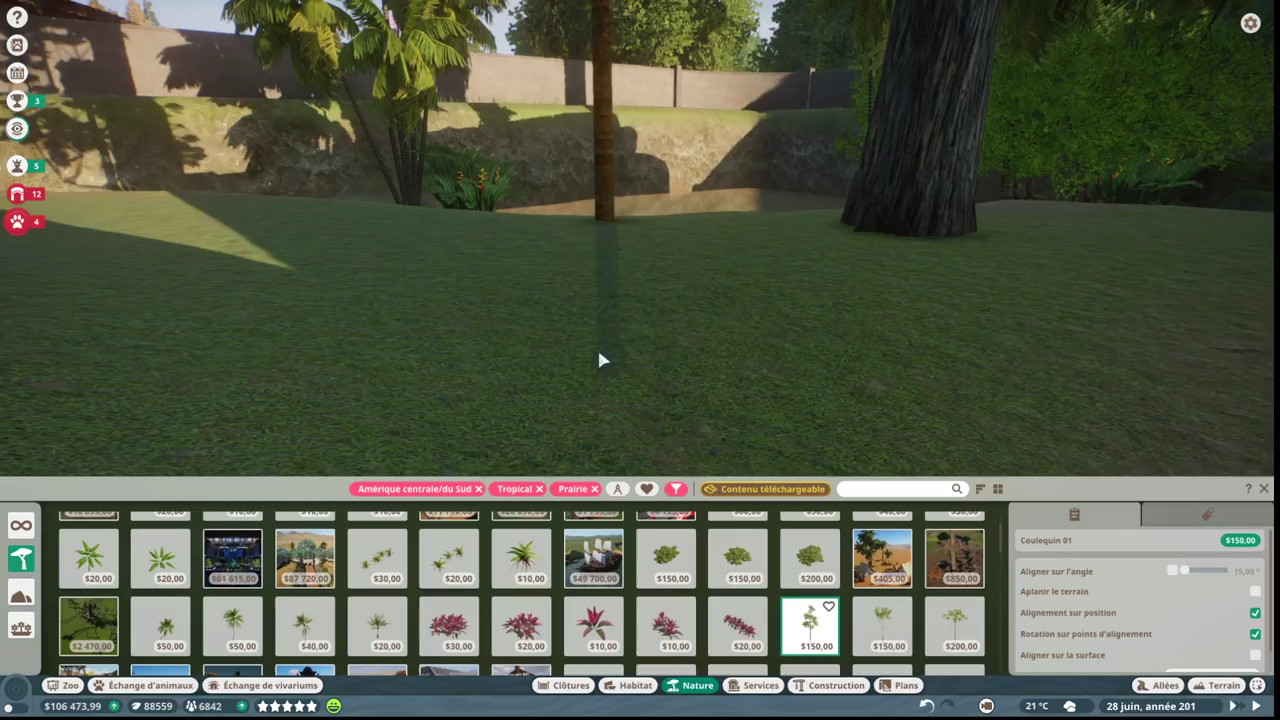 ?
3
5
12
4
Amérique centrale/du Sud ✕ Tropical ✕ Prairie ✕ Contenu téléchargeable ? ✕
$20,00 $20,00 $61 615,00 $87 720,00 $30,00 $20,00 $10,00 $49 700,00 $150,00 $150,00 $200,00 $405,00 $850,00
$2 470,00 $50,00 $50,00 $40,00 $20,00 $30,00 $20,00 $10,00 $10,00 $20,00 $150,00 $150,00 $200,00
Coulequin 01 $150,00
Aligner sur l'angle 15,00 °
Aplanir le terrain
Alignement sur position
Rotation sur points d'alignement
Aligner sur la surface
Zoo Échange d'animaux Échange de vivariums Clôtures Habitat Nature Services Construction Plans Allées Terrain
$106 473,99 88559 6842 21 °C 28 juin, année 201